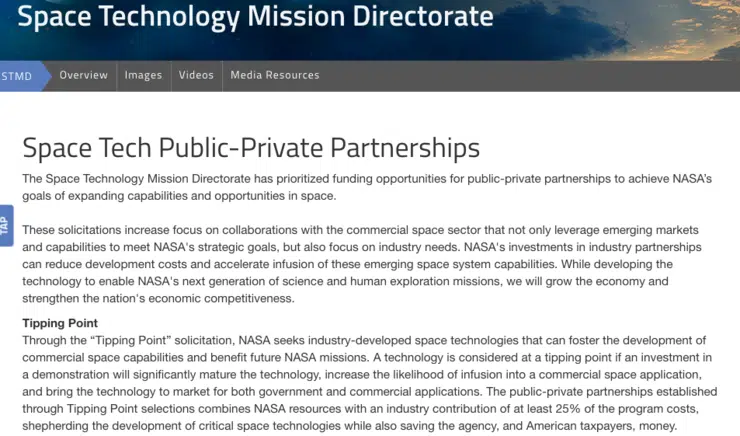 Space Technology Mission Directorate
STMD Overview Images Videos Media Resources
Space Tech Public-Private Partnerships
The Space Technology Mission Directorate has prioritized funding opportunities for public-private partnerships to achieve NASA's
goals of expanding capabilities and opportunities in space.
TAP
These solicitations increase focus on collaborations with the commercial space sector that not only leverage emerging markets
and capabilities to meet NASA's strategic goals, but also focus on industry needs. NASA's investments in industry partnerships
can reduce development costs and accelerate infusion of these emerging space system capabilities. While developing the
technology to enable NASA's next generation of science and human exploration missions, we will grow the economy and
strengthen the nation's economic competitiveness.
Tipping Point
Through the “Tipping Point” solicitation, NASA seeks industry-developed space technologies that can foster the development of
commercial space capabilities and benefit future NASA missions. A technology is considered at a tipping point if an investment in
a demonstration will significantly mature the technology, increase the likelihood of infusion into a commercial space application,
and bring the technology to market for both government and commercial applications. The public-private partnerships established
through Tipping Point selections combines NASA resources with an industry contribution of at least 25% of the program costs,
shepherding the development of critical space technologies while also saving the agency, and American taxpayers, money.